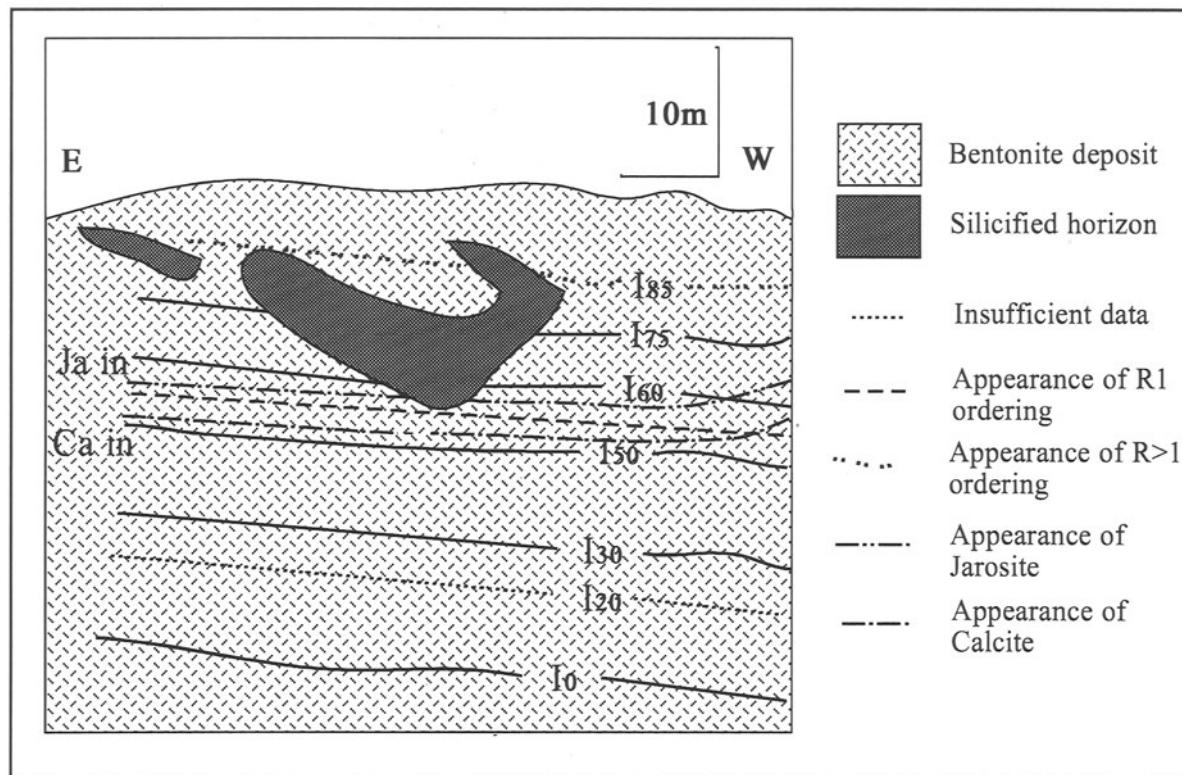 10m
E
W
I85
I75
Ja in
I60
Ca in
I50
I30
I20
I0
Bentonite deposit
Silicified horizon
Insufficient data
Appearance of R1
ordering
Appearance of R>1
ordering
Appearance of
Jarosite
Appearance of
Calcite